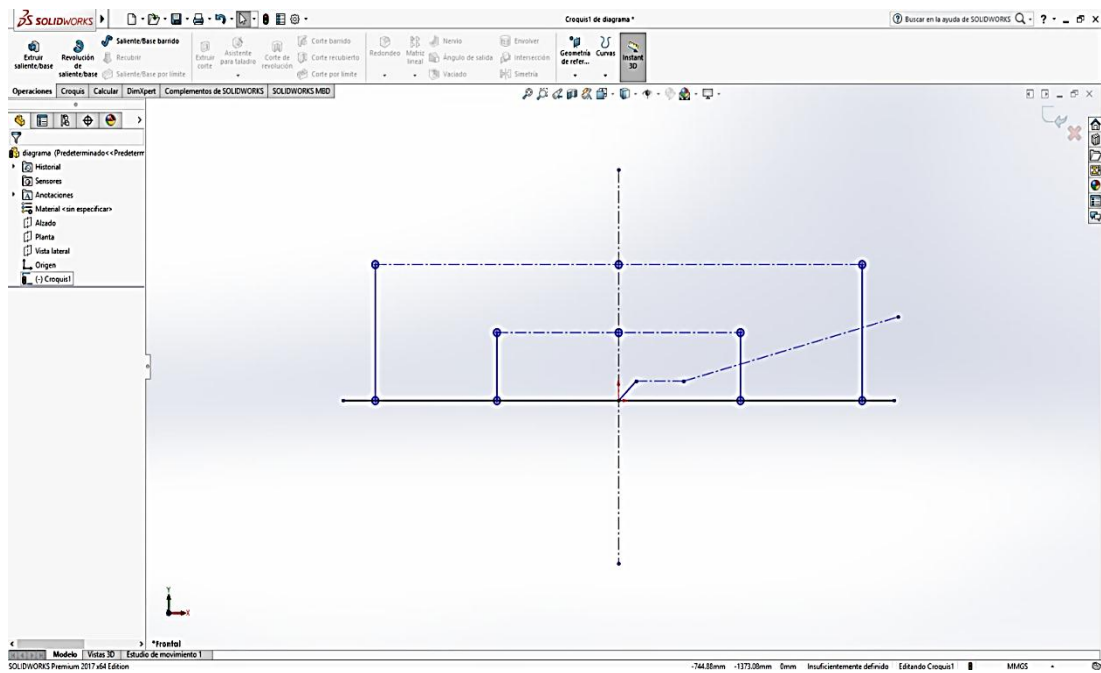 SOLIDWORKS
Croquis1 de diagrama *
Buscar en la ayuda de SOLIDWORKS
Extruir saliente/base
Revolución de saliente/base
Saliente/Base barrido
Recubrir
Saliente/Base por límite
Extruir corte
Asistente para taladro
Corte de revolución
Corte barrido
Corte recubierto
Corte por límite
Redondeo
Matriz lineal
Nervio
Ángulo de salida
Vaciado
Envolver
Intersección
Simetría
Geometría de refer...
Curvas
Instant 3D
Operaciones Croquis Calcular DimXpert Complementos de SOLIDWORKS SOLIDWORKS MBD
diagrama (Predeterminado<<Predeterm
Historial
Sensores
Anotaciones
Material <sin especificar>
Alzado
Planta
Vista lateral
Origen
(-) Croquis1
Y
X
*Frontal
Modelo Vistas 3D Estudio de movimiento 1
SOLIDWORKS Premium 2017 x64 Edition
-744.88mm -1373.08mm 0mm Insuficientemente definido Editando Croquis1 MMGS